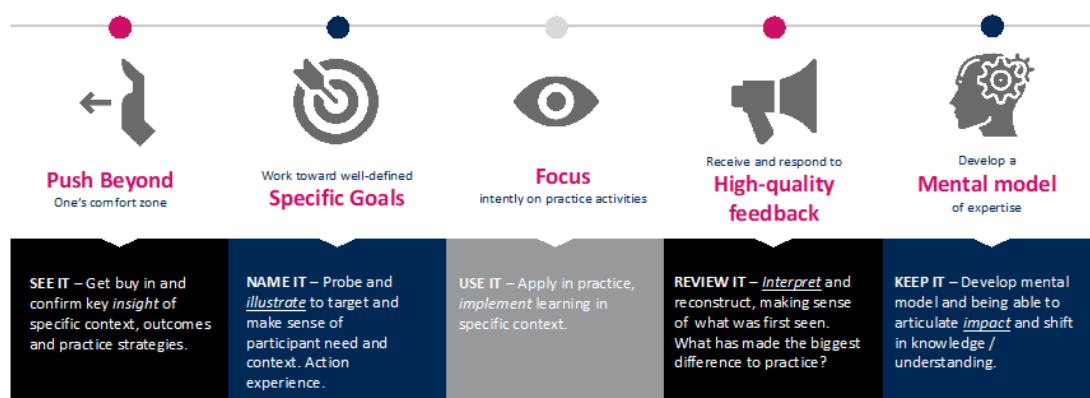 Push Beyond
One's comfort zone
Work toward well-defined
Specific Goals
Focus
intently on practice activities
Receive and respond to
High-quality
feedback
Develop a
Mental model
of expertise
SEE IT – Get buy in and
confirm key insight of
specific context, outcomes
and practice strategies.
NAME IT – Probe and
illustrate to target and
make sense of
participant need and
context. Action
experience.
USE IT – Apply in practice,
implement learning in
specific context.
REVIEW IT – Interpret and
reconstruct, making sense
of what was first seen.
What has made the biggest
difference to practice?
KEEP IT – Develop mental
model and being able to
articulate impact and shift
in knowledge /
understanding.